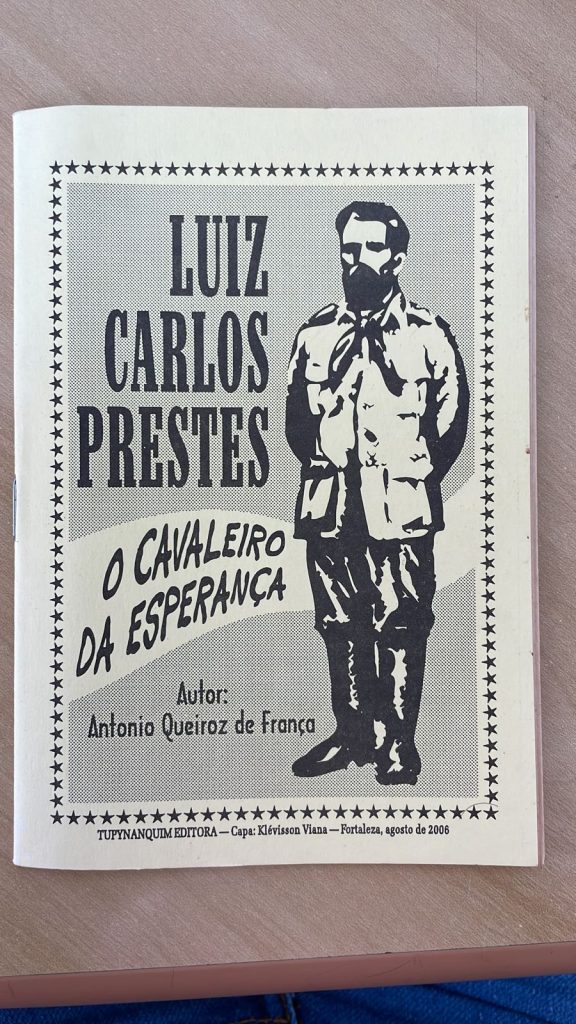 LUIZ
CARLOS
PRESTES
O CAVALEIRO
DA ESPERANÇA
Autor:
Antonio Queiroz de França
TUPYNANQUIM EDITORA — Capa: Klévisson Viana — Fortaleza, agosto de 2006